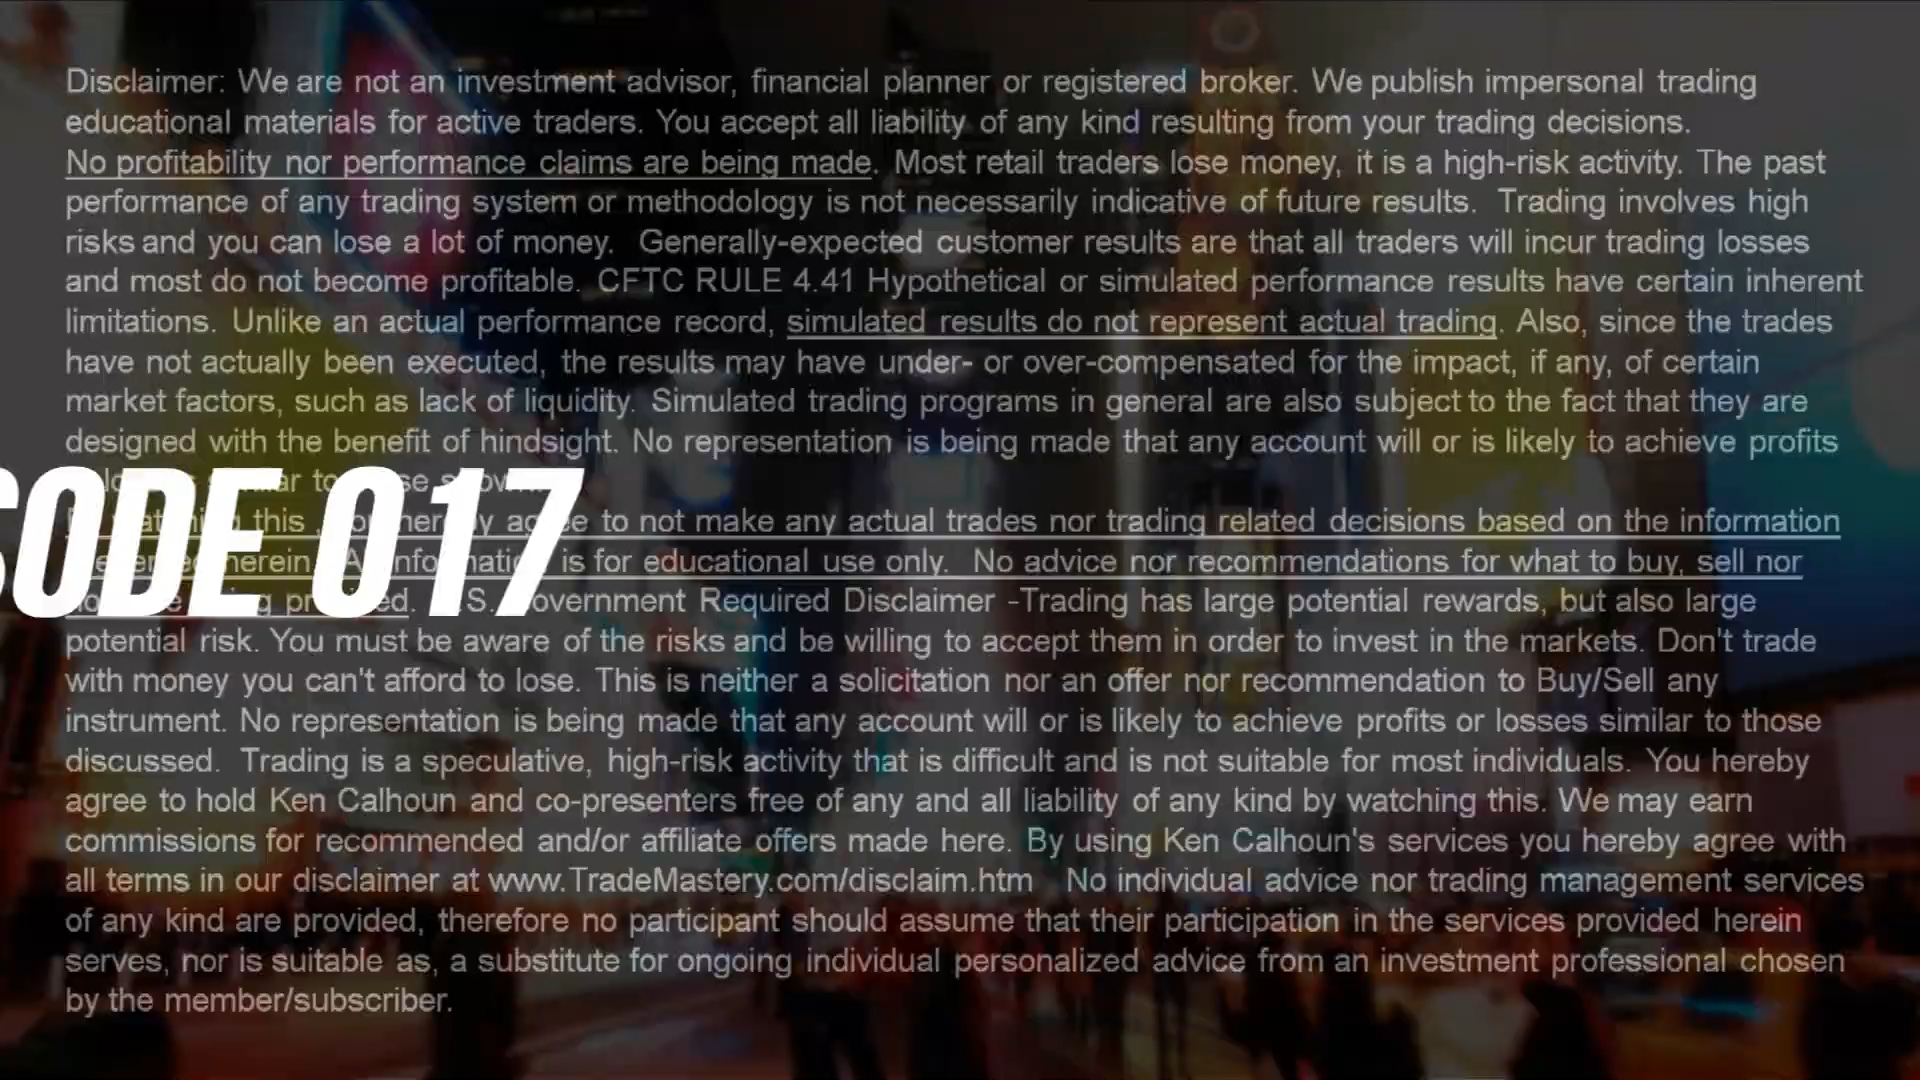 Disclaimer: We are not an investment advisor, financial planner or registered broker. We publish impersonal trading
educational materials for active traders. You accept all liability of any kind resulting from your trading decisions.
No profitability nor performance claims are being made. Most retail traders lose money, it is a high-risk activity. The past
performance of any trading system or methodology is not necessarily indicative of future results. Trading involves high
risks and you can lose a lot of money. Generally-expected customer results are that all traders will incur trading losses
and most do not become profitable. CFTC RULE 4.41 Hypothetical or simulated performance results have certain inherent
limitations. Unlike an actual performance record, simulated results do not represent actual trading. Also, since the trades
have not actually been executed, the results may have under- or over-compensated for the impact, if any, of certain
market factors, such as lack of liquidity. Simulated trading programs in general are also subject to the fact that they are
designed with the benefit of hindsight. No representation is being made that any account will or is likely to achieve profits
SODE 017
this to not make any actual trades nor trading related decisions based on the information
herein is for educational use only. No advice nor recommendations for what to buy, sell nor
Required Disclaimer -Trading has large potential rewards, but also large
potential risk. You must be aware of the risks and be willing to accept them in order to invest in the markets. Don't trade
with money you can't afford to lose. This is neither a solicitation nor an offer nor recommendation to Buy/Sell any
instrument. No representation is being made that any account will or is likely to achieve profits or losses similar to those
discussed. Trading is a speculative, high-risk activity that is difficult and is not suitable for most individuals. You hereby
agree to hold Ken Calhoun and co-presenters free of any and all liability of any kind by watching this. We may earn
commissions for recommended and/or affiliate offers made here. By using Ken Calhoun's services you hereby agree with
all terms in our disclaimer at www.TradeMastery.com/disclaim.htm No individual advice nor trading management services
of any kind are provided, therefore no participant should assume that their participation in the services provided herein
serves, nor is suitable as, a substitute for ongoing individual personalized advice from an investment professional chosen
by the member/subscriber.